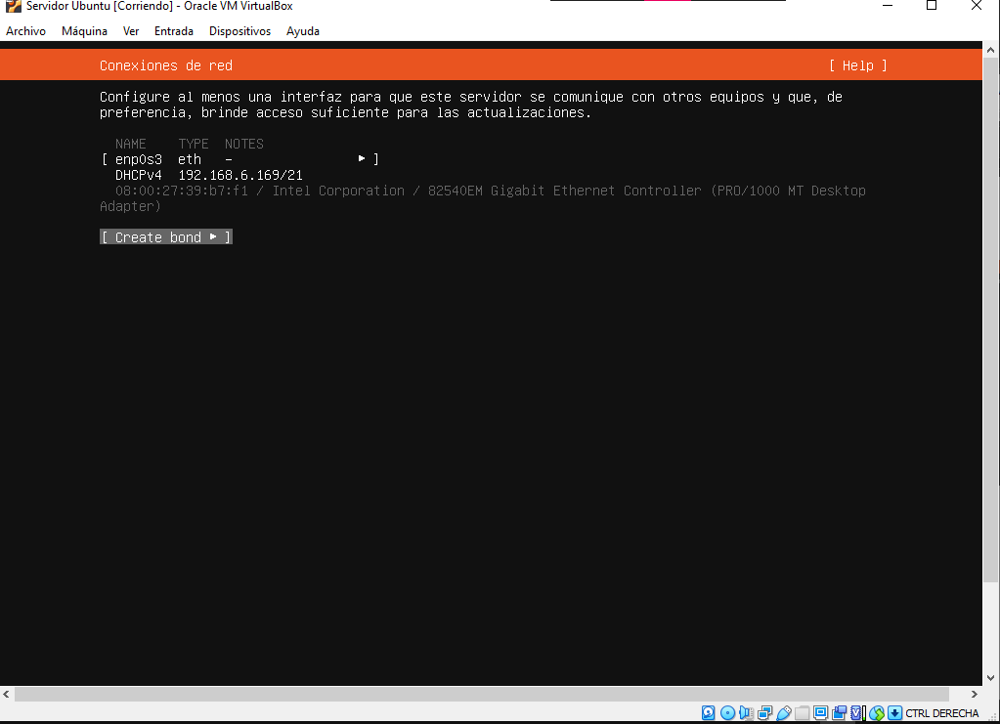 Servidor Ubuntu [Corriendo] - Oracle VM VirtualBox
Archivo Máquina Ver Entrada Dispositivos Ayuda
Conexiones de red [ Help ]
Configure al menos una interfaz para que este servidor se comunique con otros equipos y que, de
preferencia, brinde acceso suficiente para las actualizaciones.
NAME TYPE NOTES
[ enp0s3 eth - ▸ ]
DHCPv4 192.168.6.169/21
08:00:27:39:b7:f1 / Intel Corporation / 82540EM Gigabit Ethernet Controller (PRO/1000 MT Desktop
Adapter)
[ Create bond ▸ ]
CTRL DERECHA